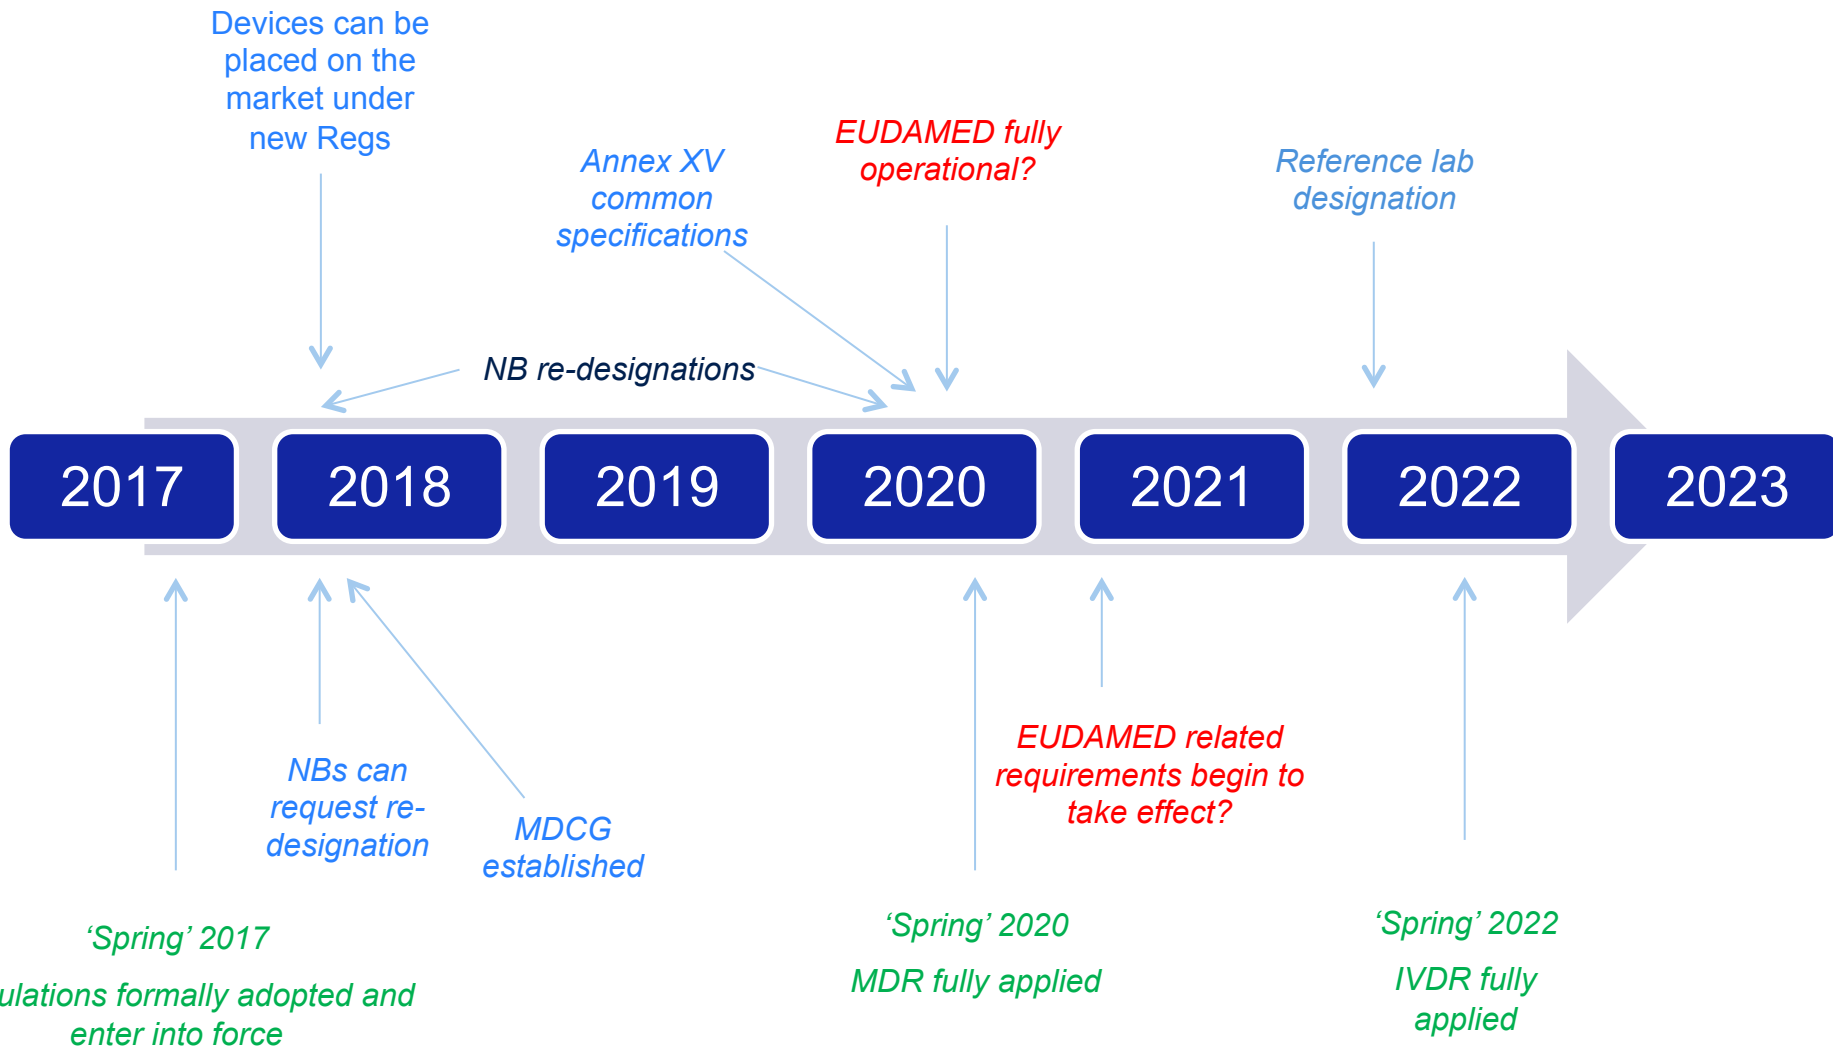 Devices can be
placed on the
market under
new Regs
Annex XV
common
specifications
EUDAMED fully
operational?
Reference lab
designation
NB re-designations
2017
2018
2019
2020
2021
2022
2023
NBs can
request re-
designation
MDCG
established
EUDAMED related
requirements begin to
take effect?
‘Spring’ 2017
ulations formally adopted and
enter into force
‘Spring’ 2020
MDR fully applied
‘Spring’ 2022
IVDR fully
applied